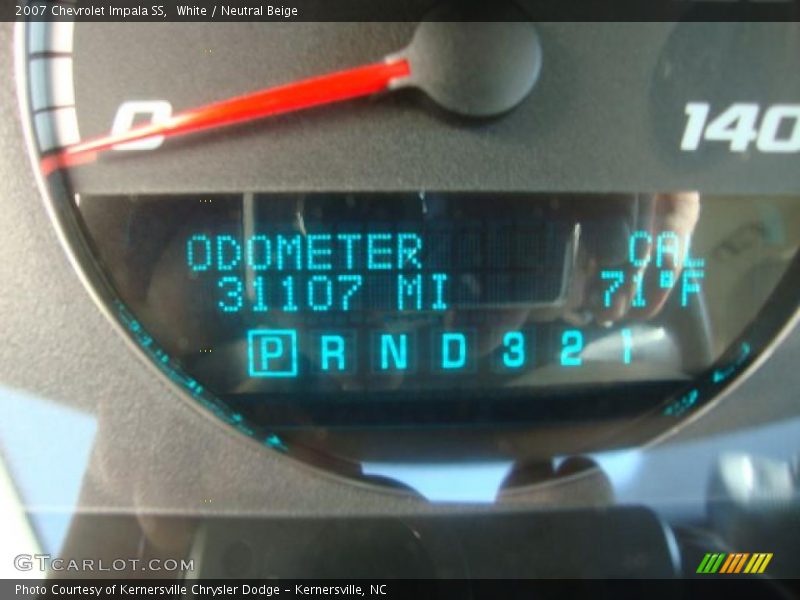 2007 Chevrolet Impala SS, White / Neutral Beige
0
140
ODOMETER CAL
31107 MI 71°F
P R N D 3 2 1
GTCARLOT.COM
Photo Courtesy of Kernersville Chrysler Dodge - Kernersville, NC